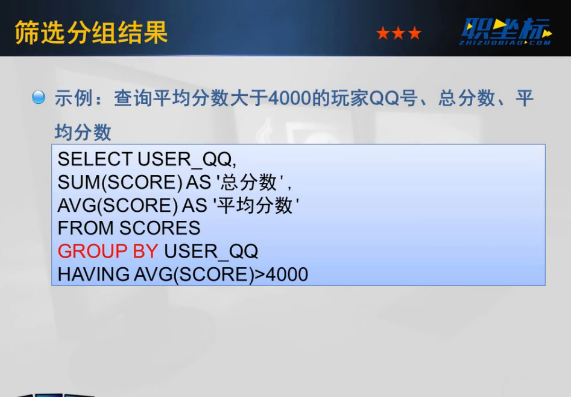 筛选分组结果
★★★
职坐标
ZHIZUOBIAO.COM
示例：查询平均分数大于4000的玩家QQ号、总分数、平
均分数
SELECT USER_QQ,
SUM(SCORE) AS '总分数',
AVG(SCORE) AS '平均分数'
FROM SCORES
GROUP BY USER_QQ
HAVING AVG(SCORE)>4000